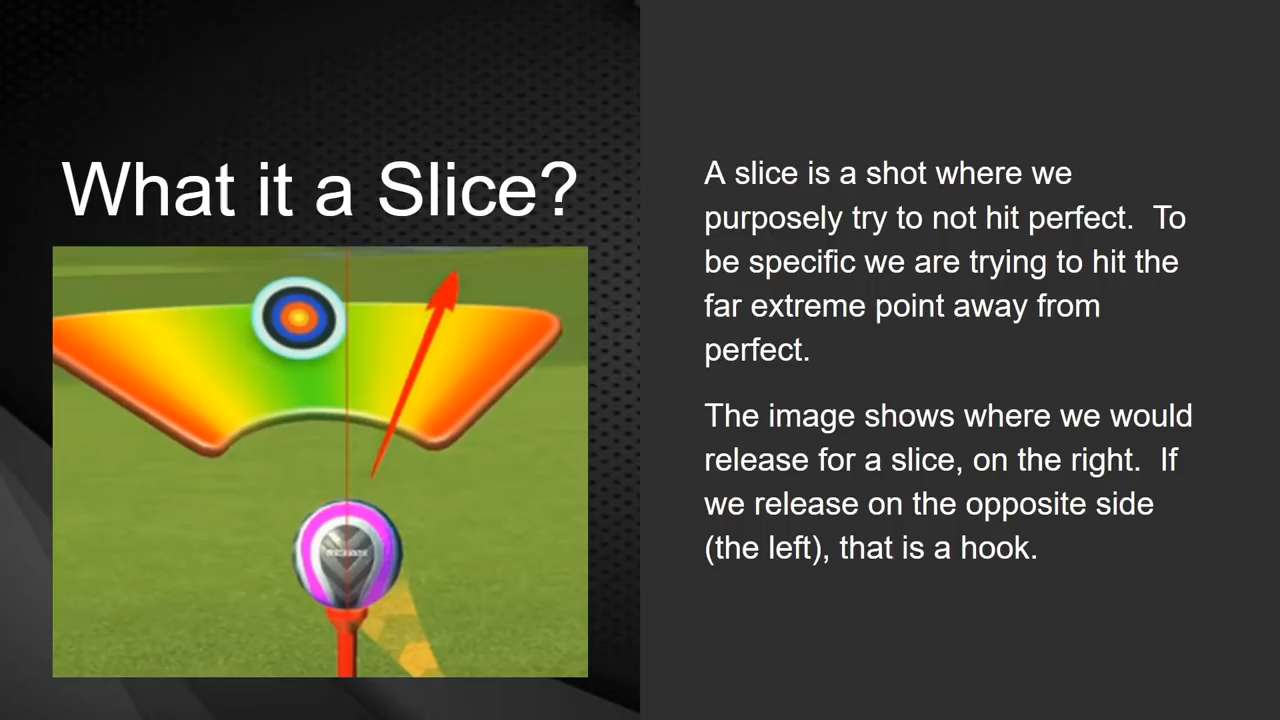 What it a Slice?
A slice is a shot where we
purposely try to not hit perfect.  To
be specific we are trying to hit the
far extreme point away from
perfect.
The image shows where we would
release for a slice, on the right.  If
we release on the opposite side
(the left), that is a hook.